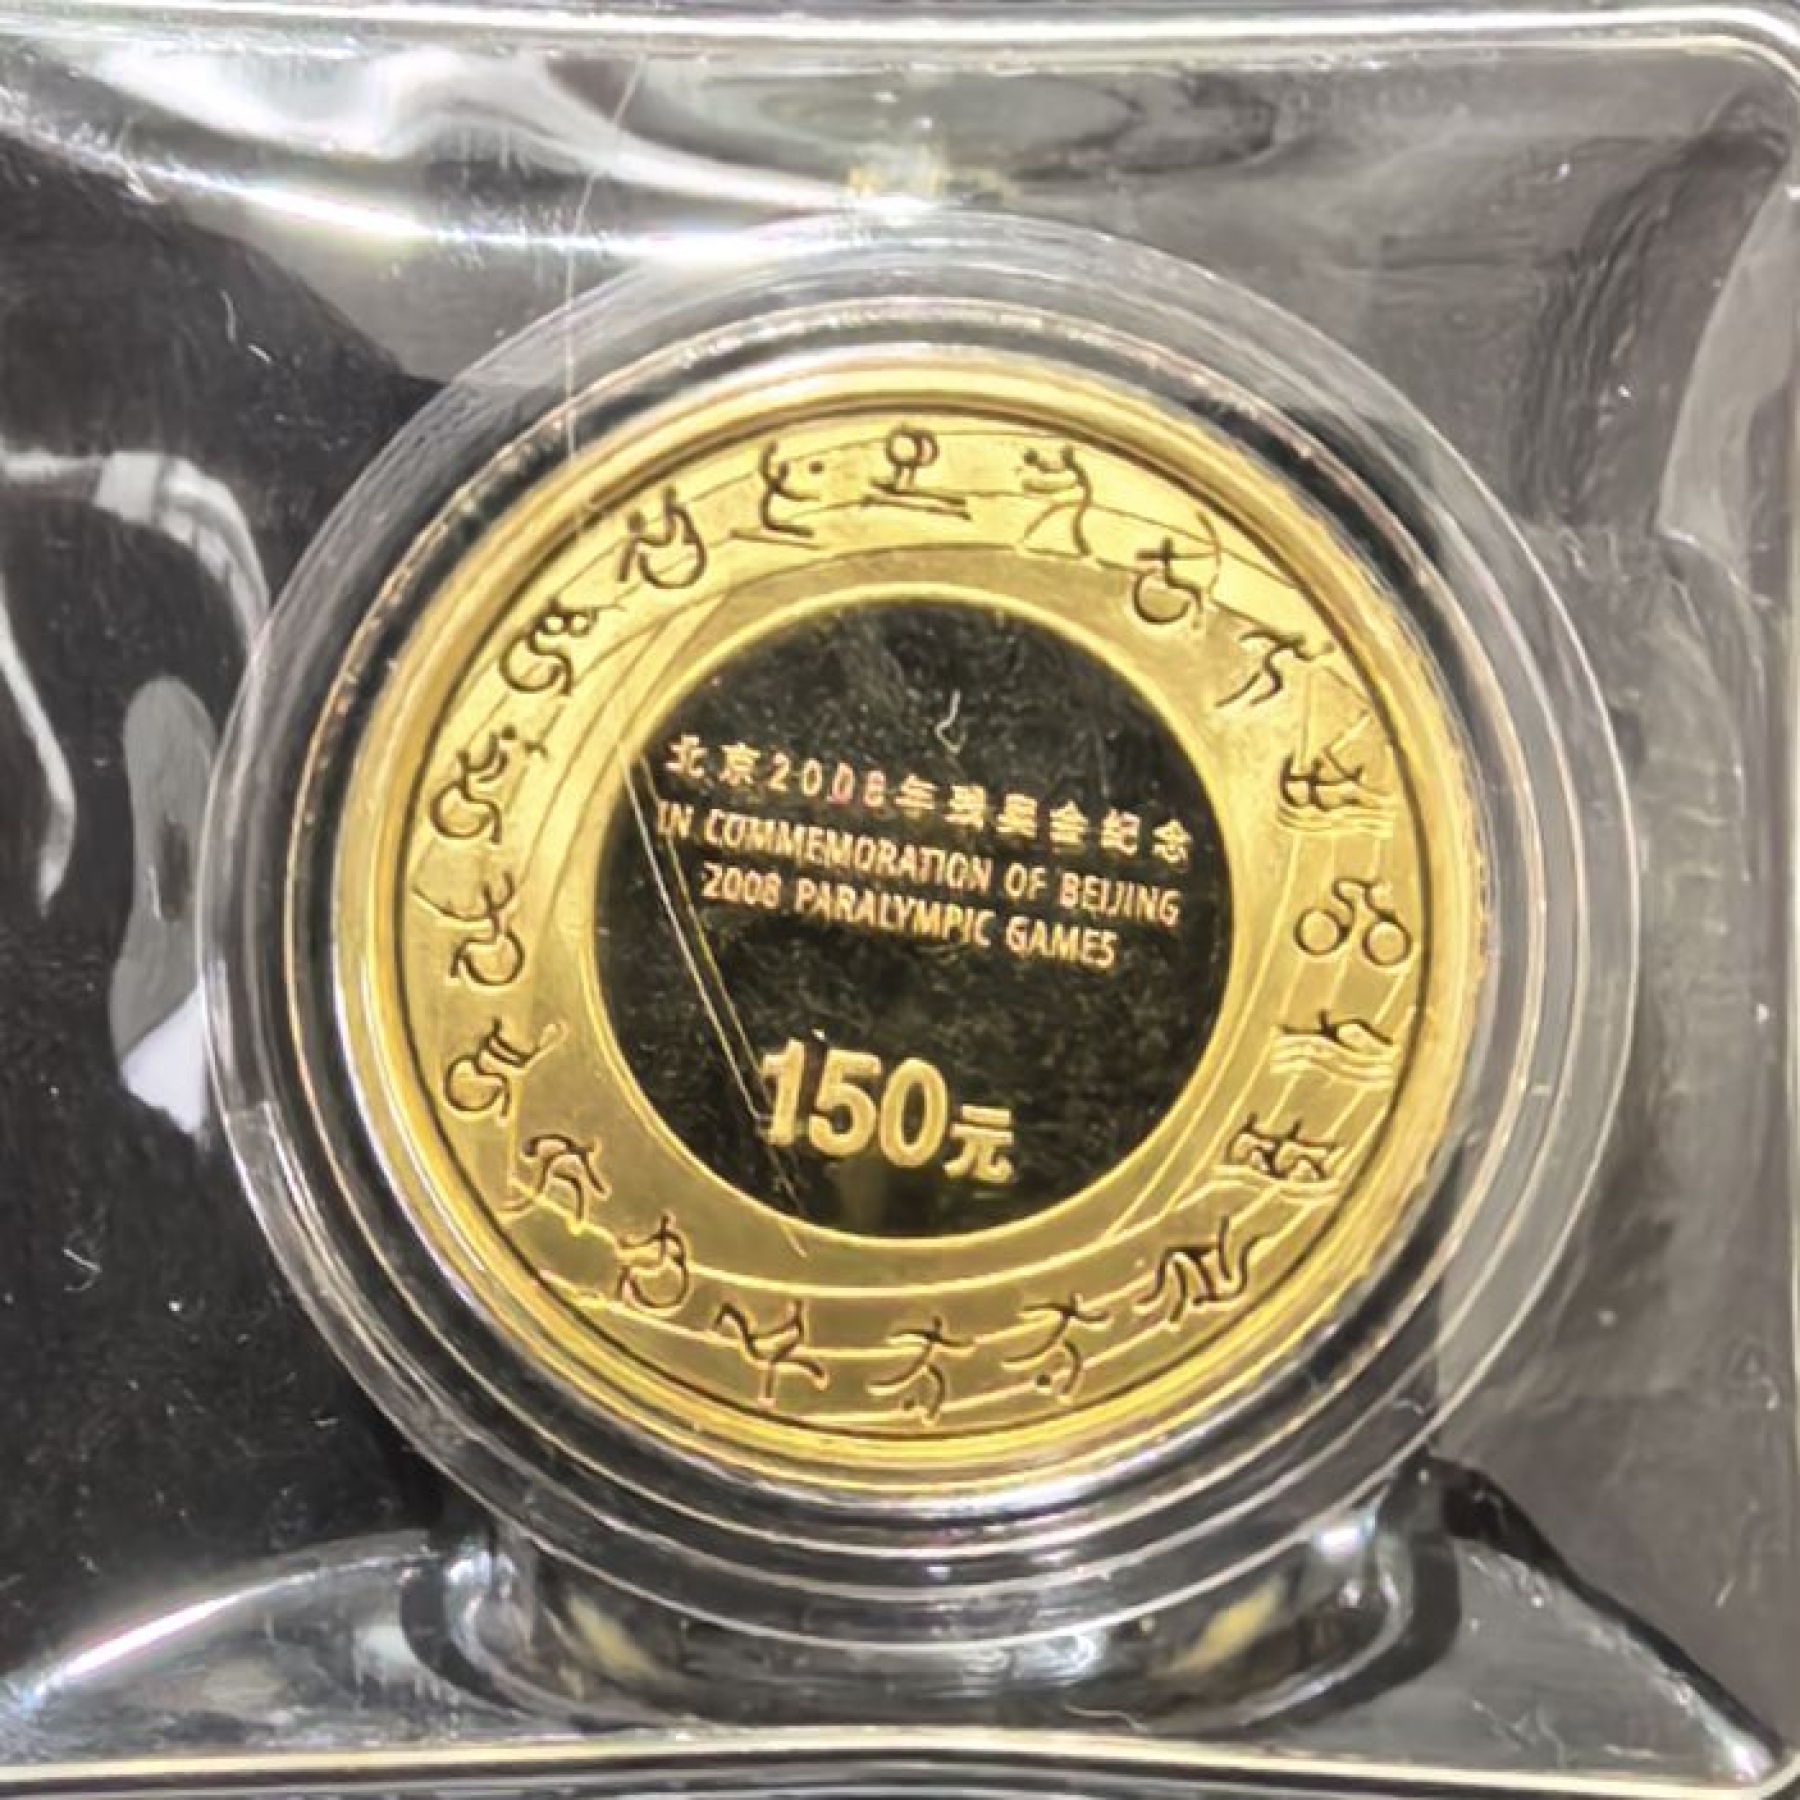 北京2008年残奥会纪念
IN COMMEMORATION OF BEIJING
2008 PARALYMPIC GAMES
150元